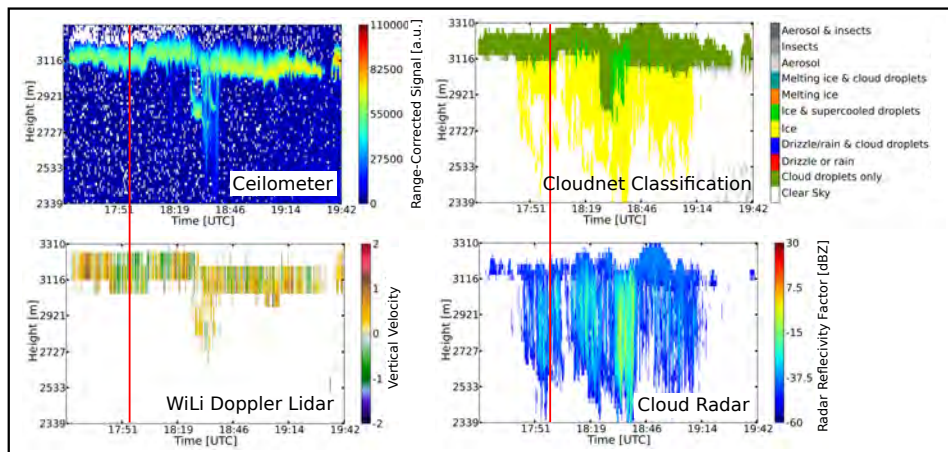 3310
3116
2921
2727
2533
2339
Height [m]
17:51 18:19 18:46 19:14 19:42
Time [UTC]
Ceilometer
110000
82500
55000
27500
0
Range-Corrected Signal [a.u.]
3310
3116
2921
2727
2533
2339
Height [m]
17:51 18:19 18:46 19:14 19:42
Time [UTC]
Cloudnet Classification
Aerosol & insects
Insects
Aerosol
Melting ice & cloud droplets
Melting ice
Ice & supercooled droplets
Ice
Drizzle/rain & cloud droplets
Drizzle or rain
Cloud droplets only
Clear Sky
3310
3116
2921
2727
2533
2339
Height [m]
17:51 18:19 18:46 19:14 19:42
Time [UTC]
WiLi Doppler Lidar
2
1
0
-1
-2
Vertical Velocity
3310
3116
2921
2727
2533
2339
Height [m]
17:51 18:19 18:46 19:14 19:42
Time [UTC]
Cloud Radar
30
7.5
-15
-37.5
-60
Radar Reflecivity Factor [dBZ]